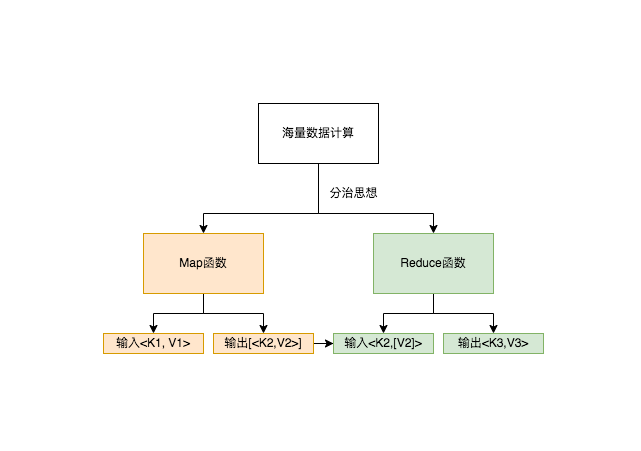 海量数据计算
分治思想
Map函数
Reduce函数
输入<K1, V1>
输出[<K2,V2>]
输入<K2,[V2]>
输出<K3,V3>